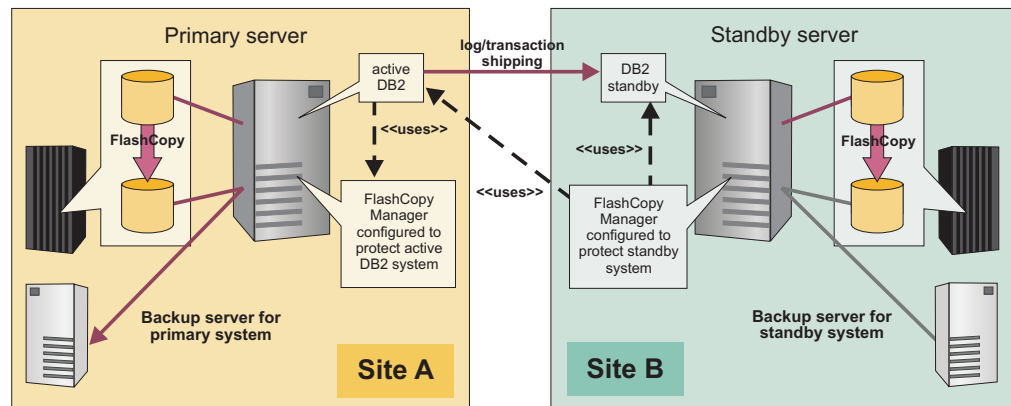 Primary server
active
DB2
<<uses>>
FlashCopy
FlashCopy
Manager
configured to
protect active
DB2 system
Backup server for
primary system
Site A
log/transaction
shipping
<<uses>>
Standby server
DB2
standby
<<uses>>
FlashCopy
FlashCopy
Manager
configured to
protect standby
system
Backup server for
standby system
Site B